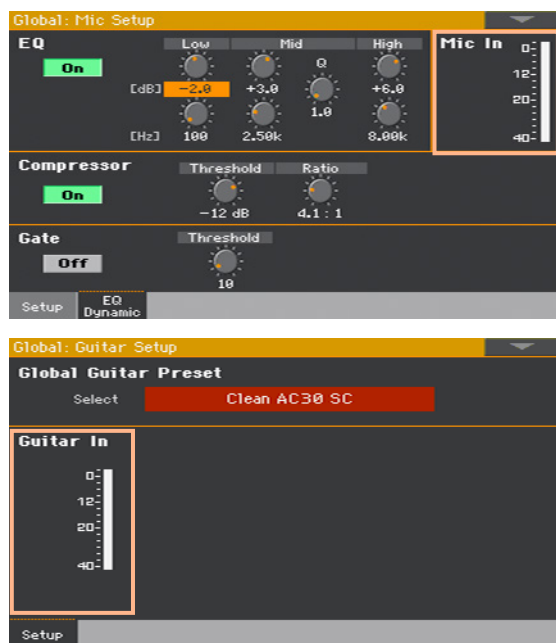 Global: Mic Setup
EQ Low Mid High Mic In
On Q
[dB] -2.0 +3.0 +6.0
1.0
[Hz] 100 2.50k 8.00k
0
12
20
40
Compressor Threshold Ratio
On
-12 dB 4.1 : 1
Gate Threshold
Off
10
Setup EQ Dynamic
Global: Guitar Setup
Global Guitar Preset
Select Clean AC30 SC
Guitar In
0
12
20
40
Setup